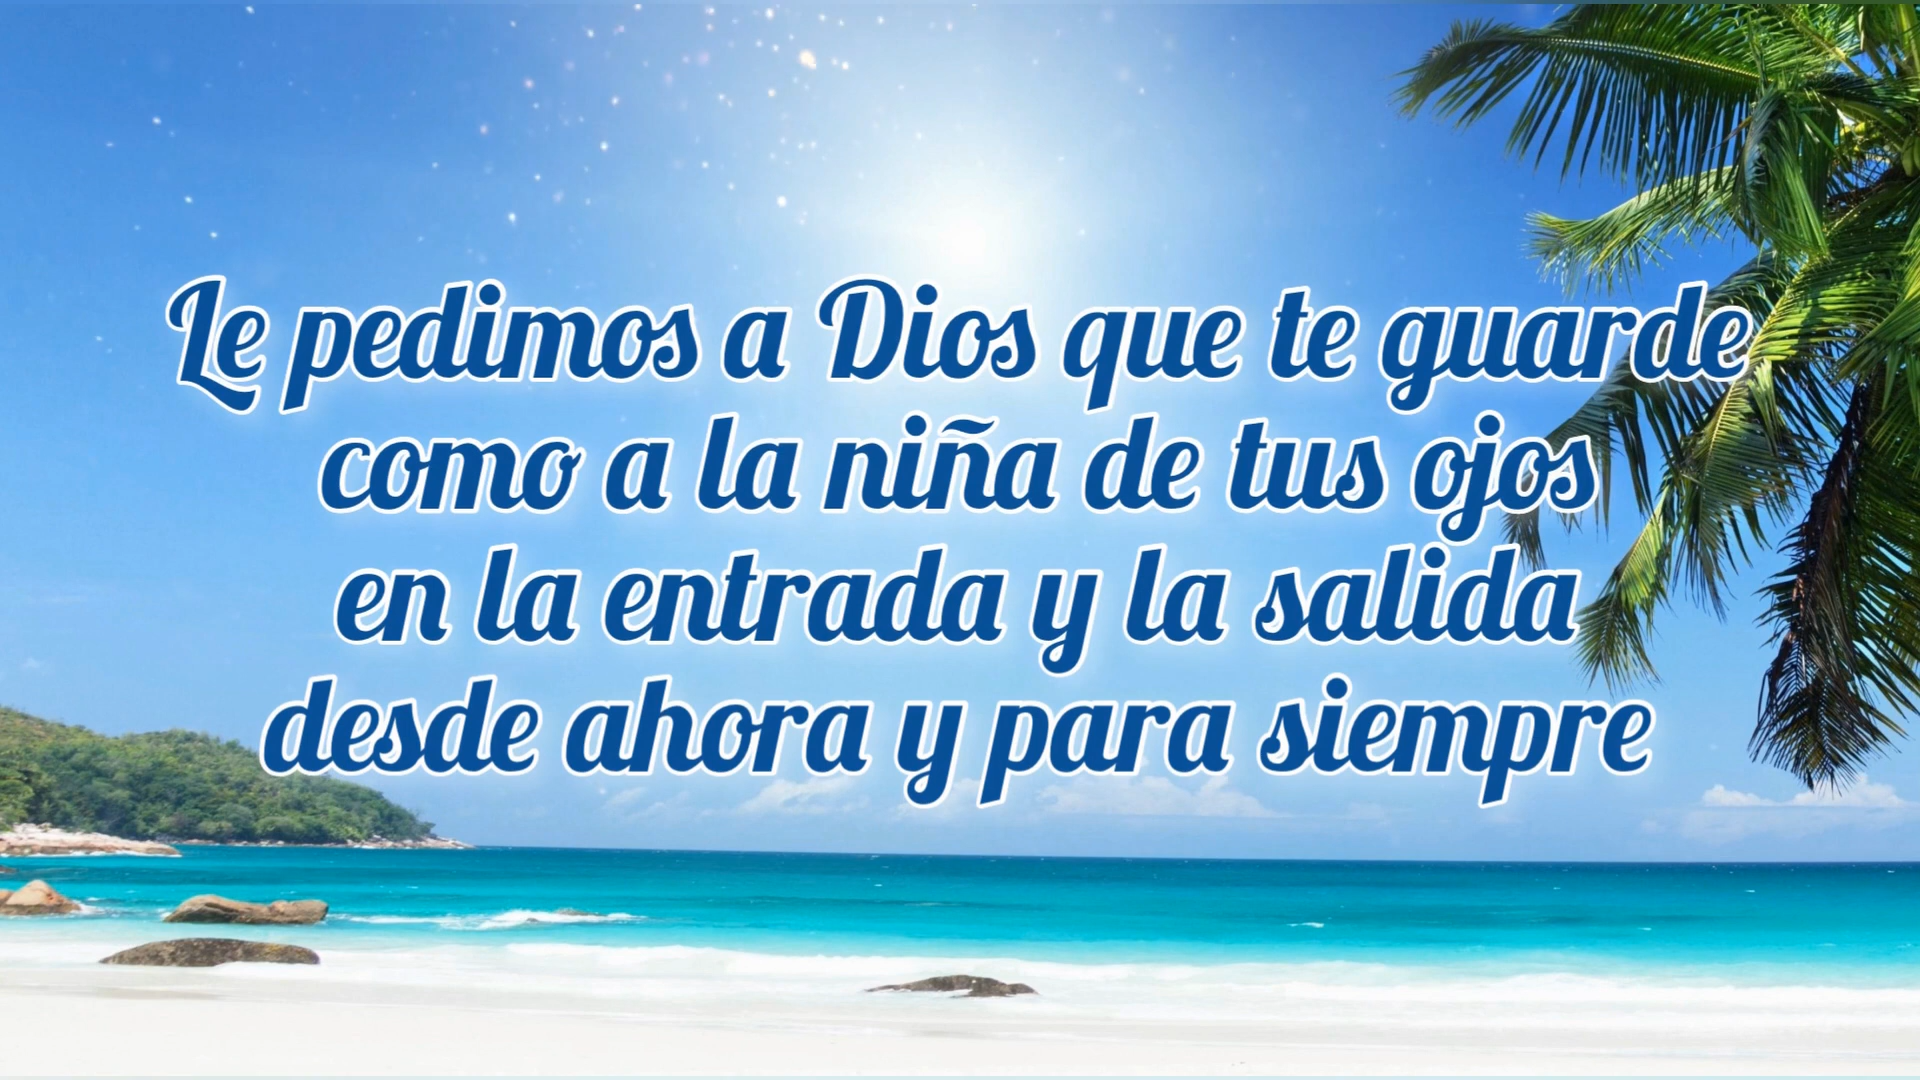 Le pedimos a Dios que te guarde
como a la niña de tus ojos
en la entrada y la salida
desde ahora y para siempre